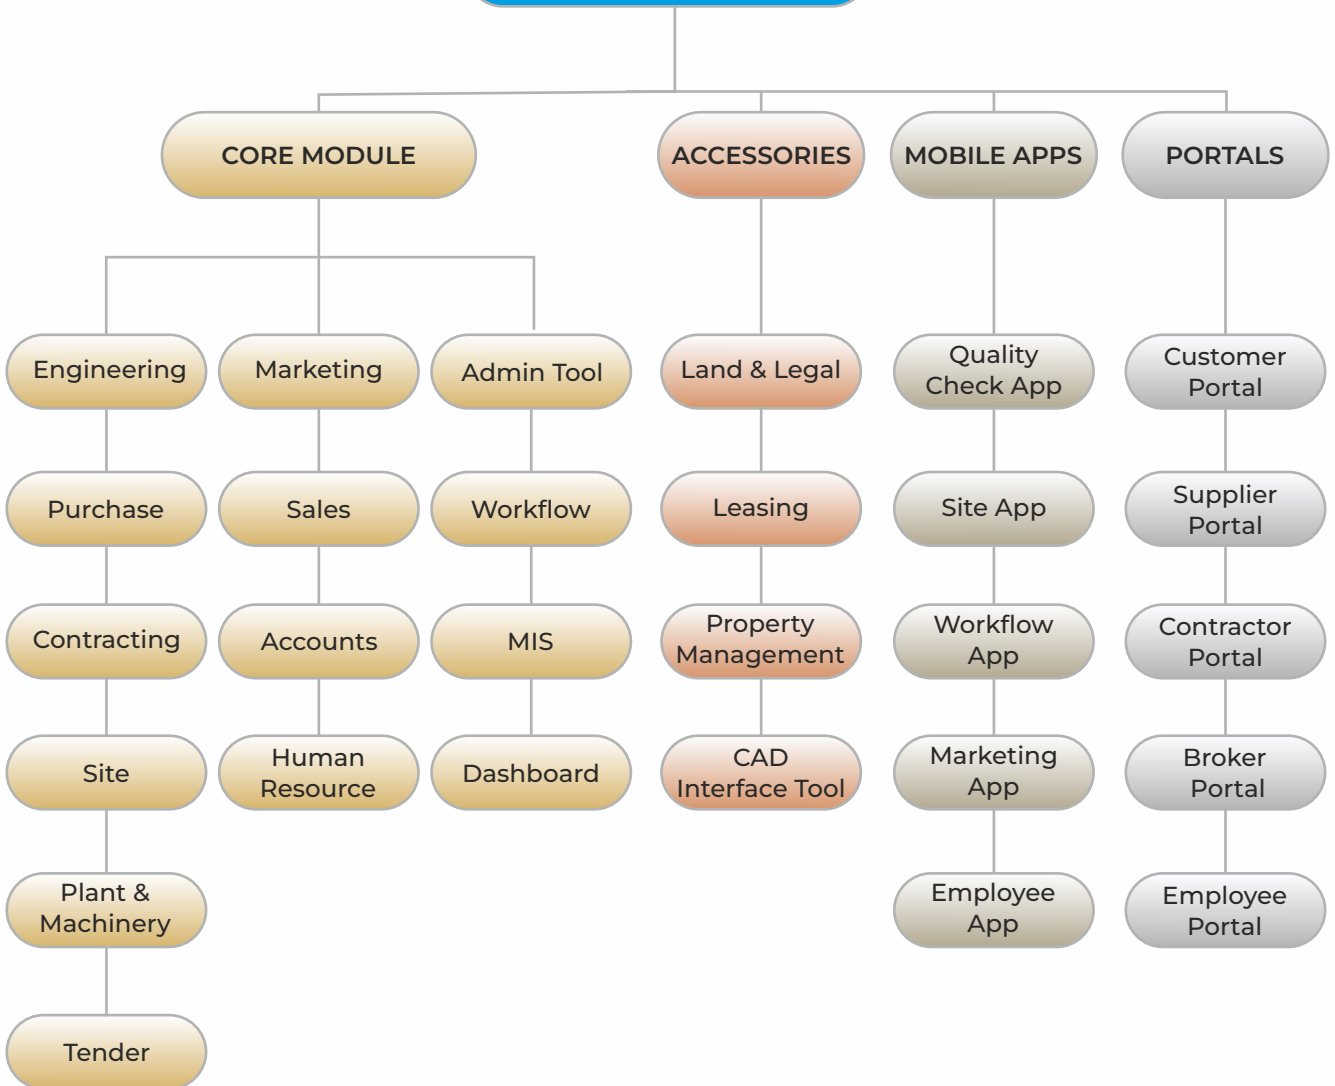 CORE MODULE
ACCESSORIES
MOBILE APPS
PORTALS
Engineering
Marketing
Admin Tool
Land & Legal
Quality
Check App
Customer
Portal
Purchase
Sales
Workflow
Leasing
Site App
Supplier
Portal
Contracting
Accounts
MIS
Property
Management
Workflow
App
Contractor
Portal
Site
Human
Resource
Dashboard
CAD
Interface Tool
Marketing
App
Broker
Portal
Plant &
Machinery
Employee
App
Employee
Portal
Tender